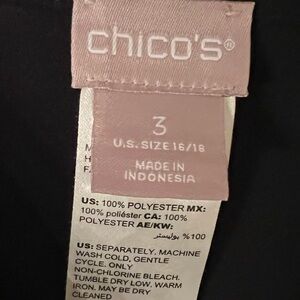 chico's®
3
U.S. SIZE 16/18
MADE IN
INDONESIA
US: 100% POLYESTER MX:
100% poliéster CA: 100%
POLYESTER AE/KW:
%100 بوليستر
US: SEPARATELY, MACHINE
WASH COLD, GENTLE
CYCLE. ONLY
NON-CHLORINE BLEACH.
TUMBLE DRY LOW, WARM
IRON. MAY BE DRY
CLEANED